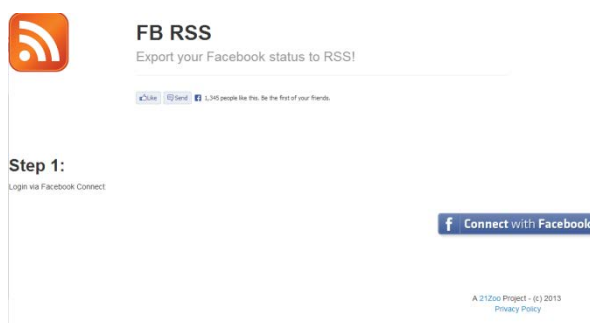 FB RSS
Export your Facebook status to RSS!
Like Send 1,345 people like this. Be the first of your friends.
Step 1:
Login via Facebook Connect
Connect with Facebook
A 21Zoo Project - (c) 2013
Privacy Policy